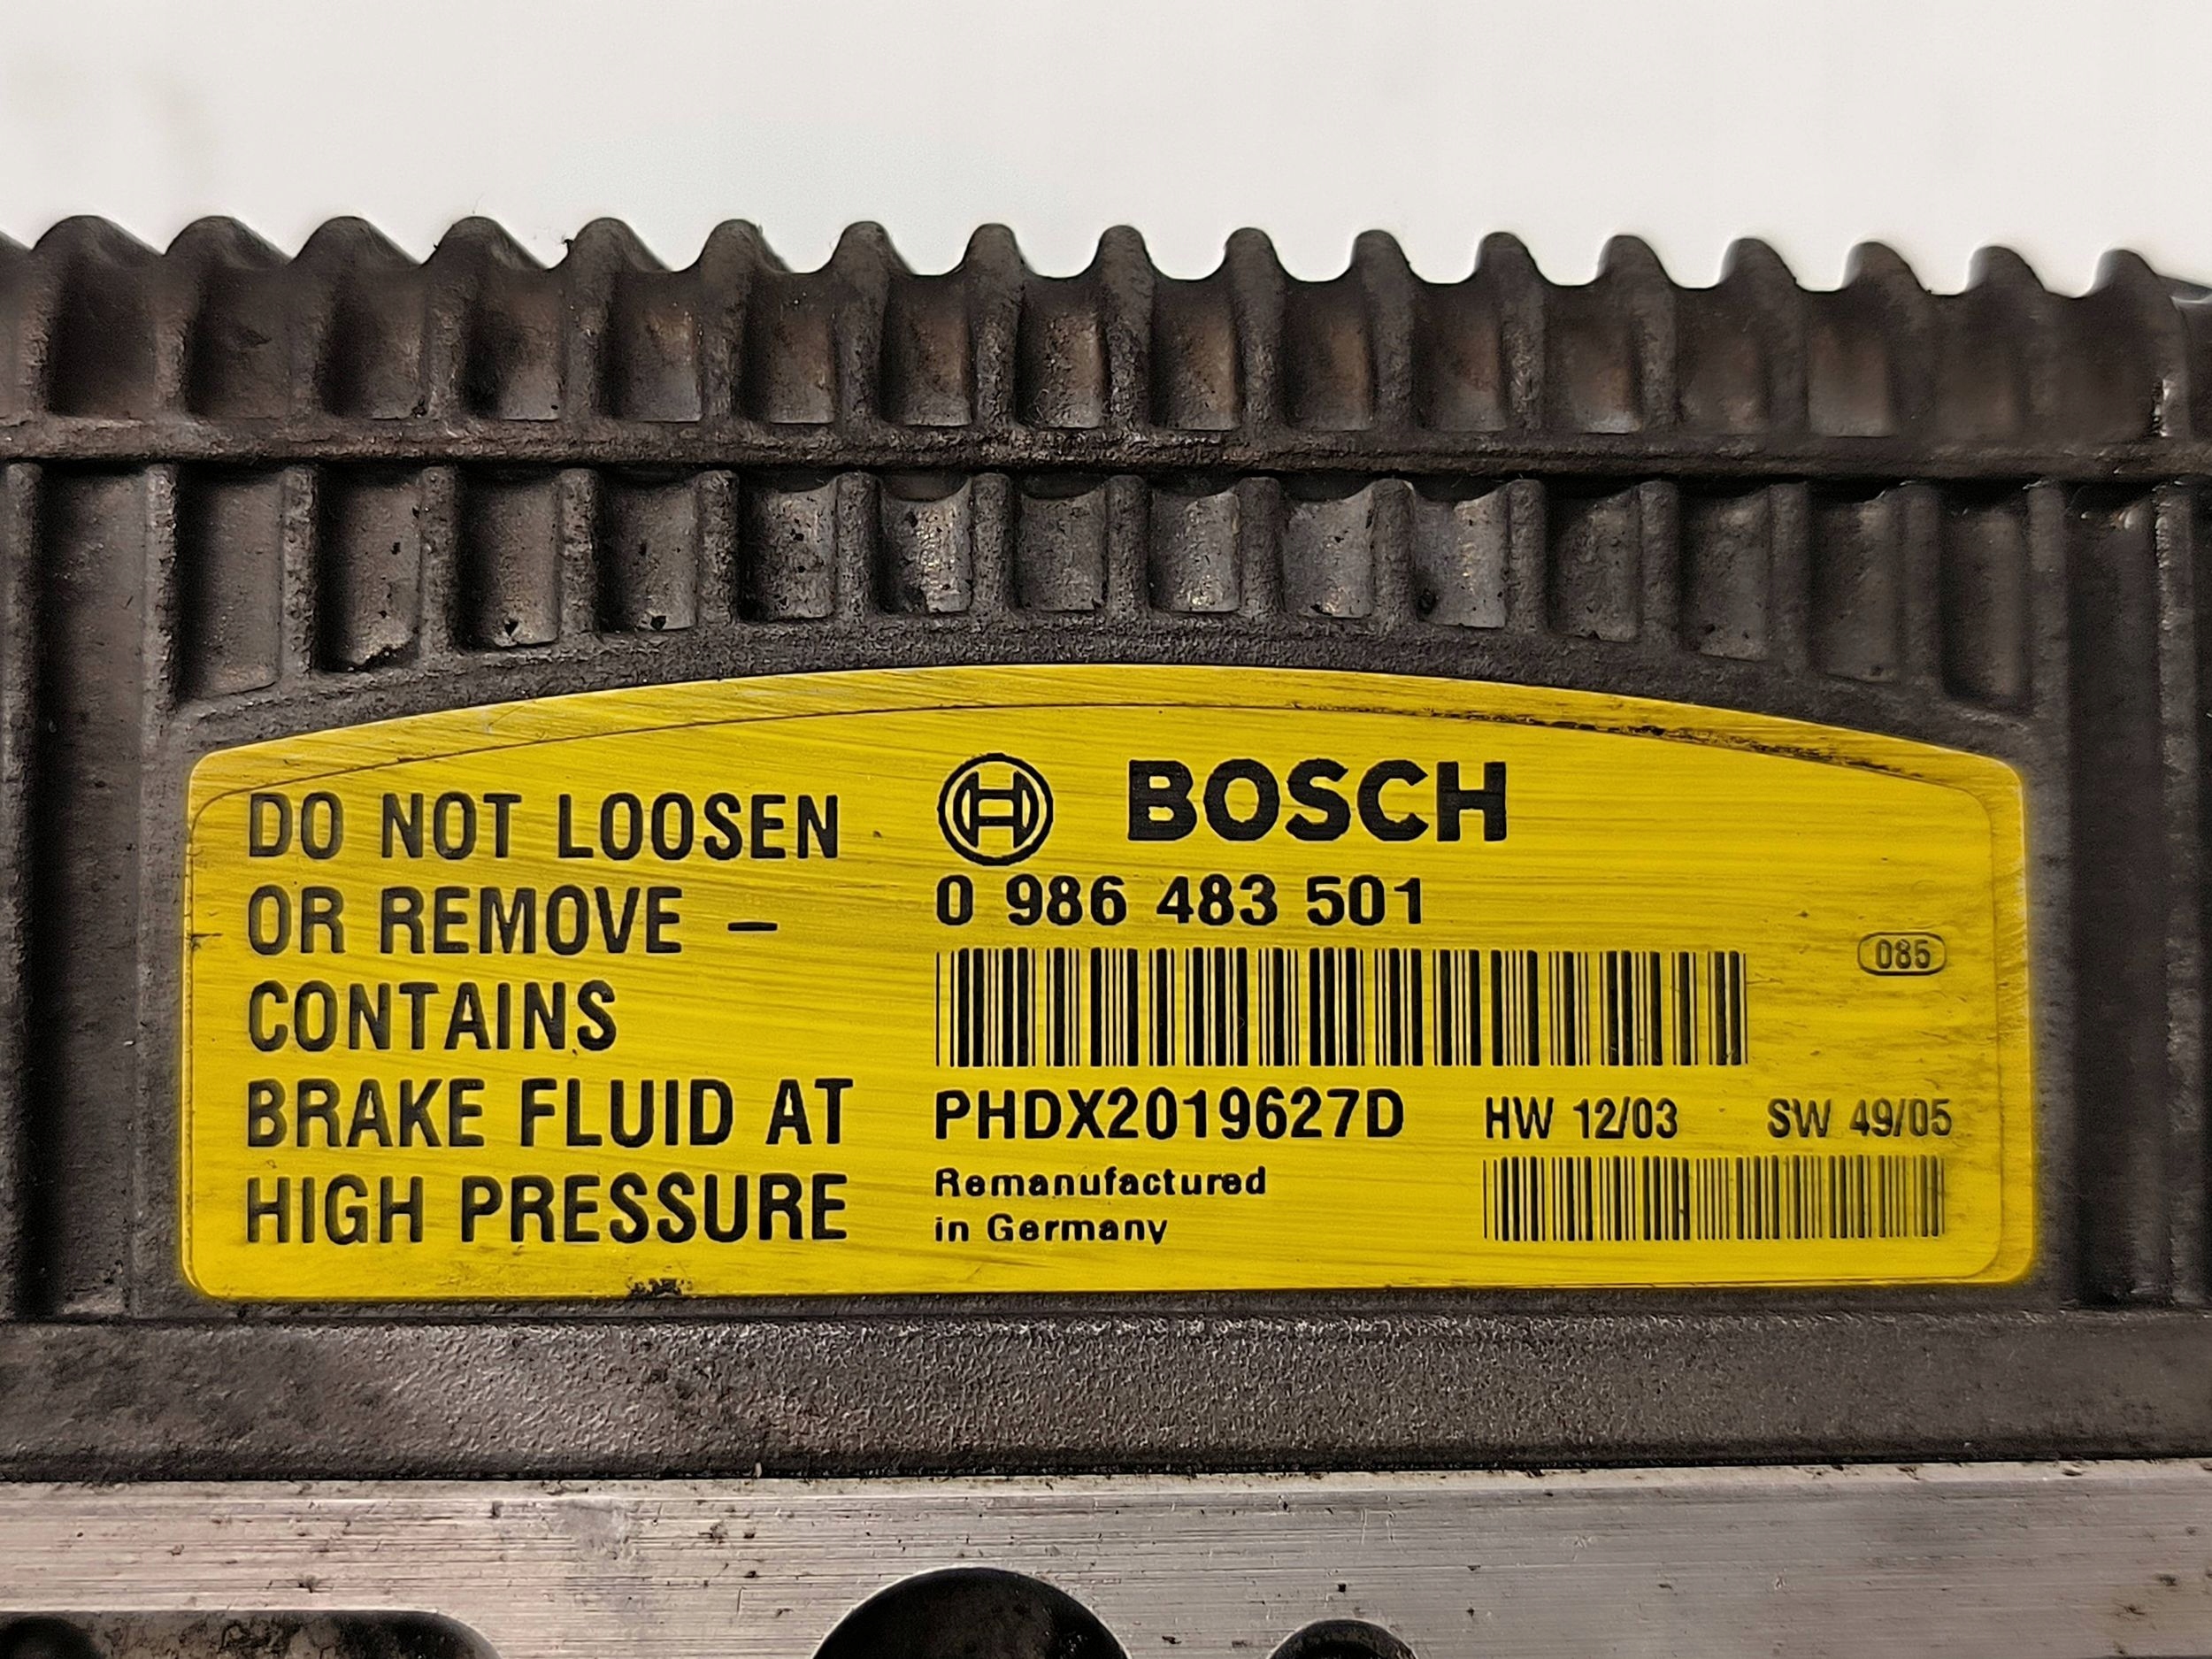 DO NOT LOOSEN
OR REMOVE –
CONTAINS
BRAKE FLUID AT
HIGH PRESSURE
BOSCH
0 986 483 501
085
PHDX2019627D HW 12/03 SW 49/05
Remanufactured
in Germany